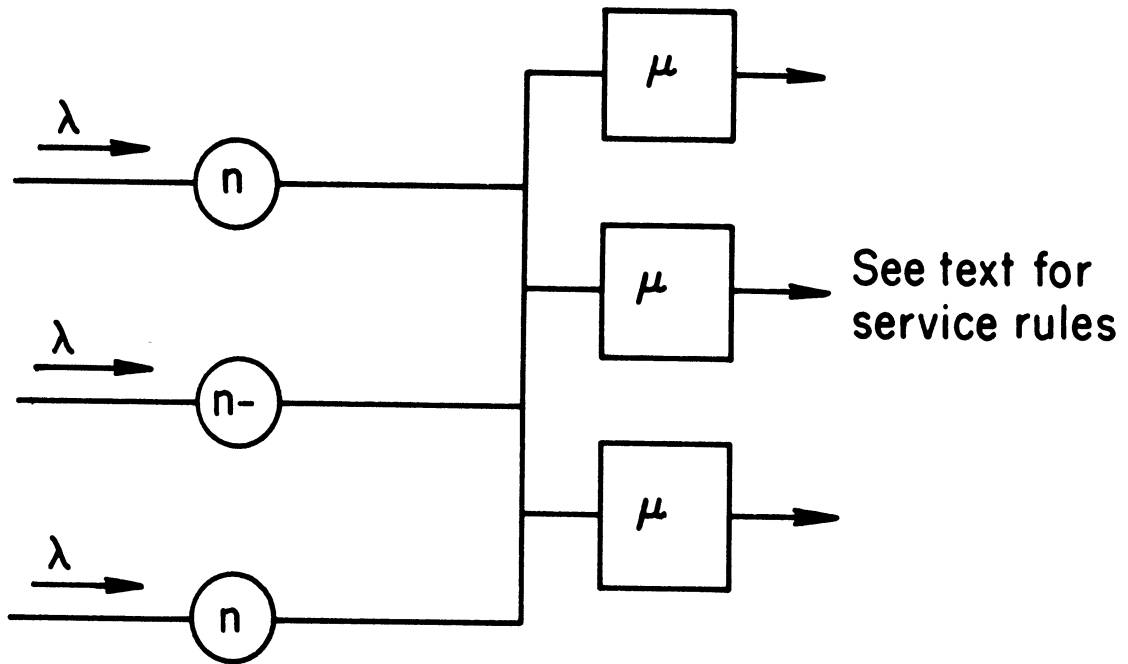 μ
λ
n
μ
See text for
service rules
λ
n-
μ
λ
n